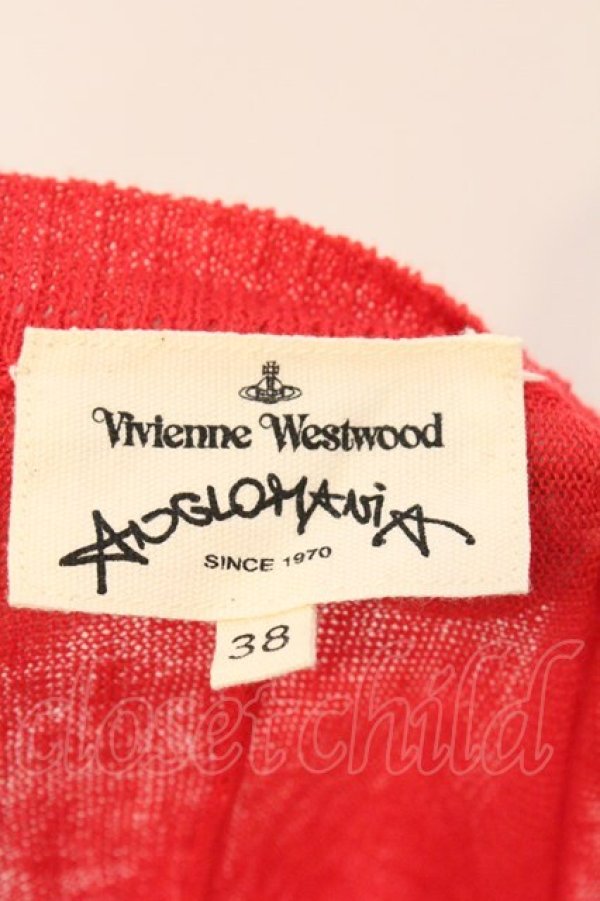 Vivienne Westwood
ANGLOMANIA
SINCE 1970
38
closet child